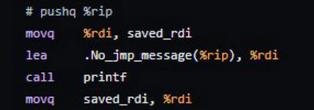 # pushq %rip
movq %rdi, saved_rdi
lea .No_jmp_message(%rip), %rdi
call printf
movq saved_rdi, %rdi